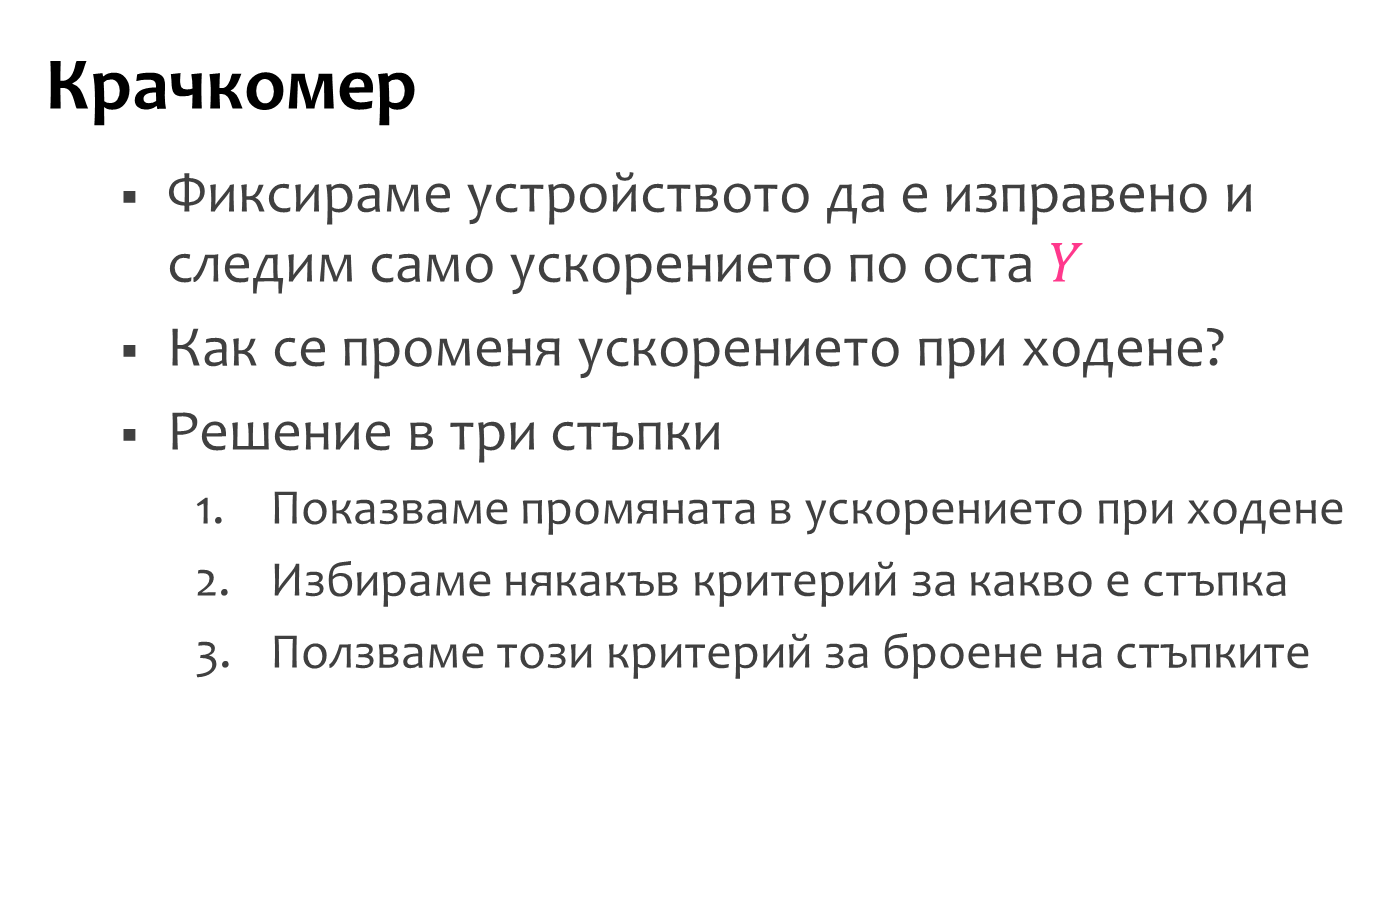 Крачкомер
▪ Фиксираме устройството да е изправено и
следим само ускорението по оста Y
▪ Как се променя ускорението при ходене?
▪ Решение в три стъпки
1. Показваме промяната в ускорението при ходене
2. Избираме някакъв критерий за какво е стъпка
3. Ползваме този критерий за броене на стъпките